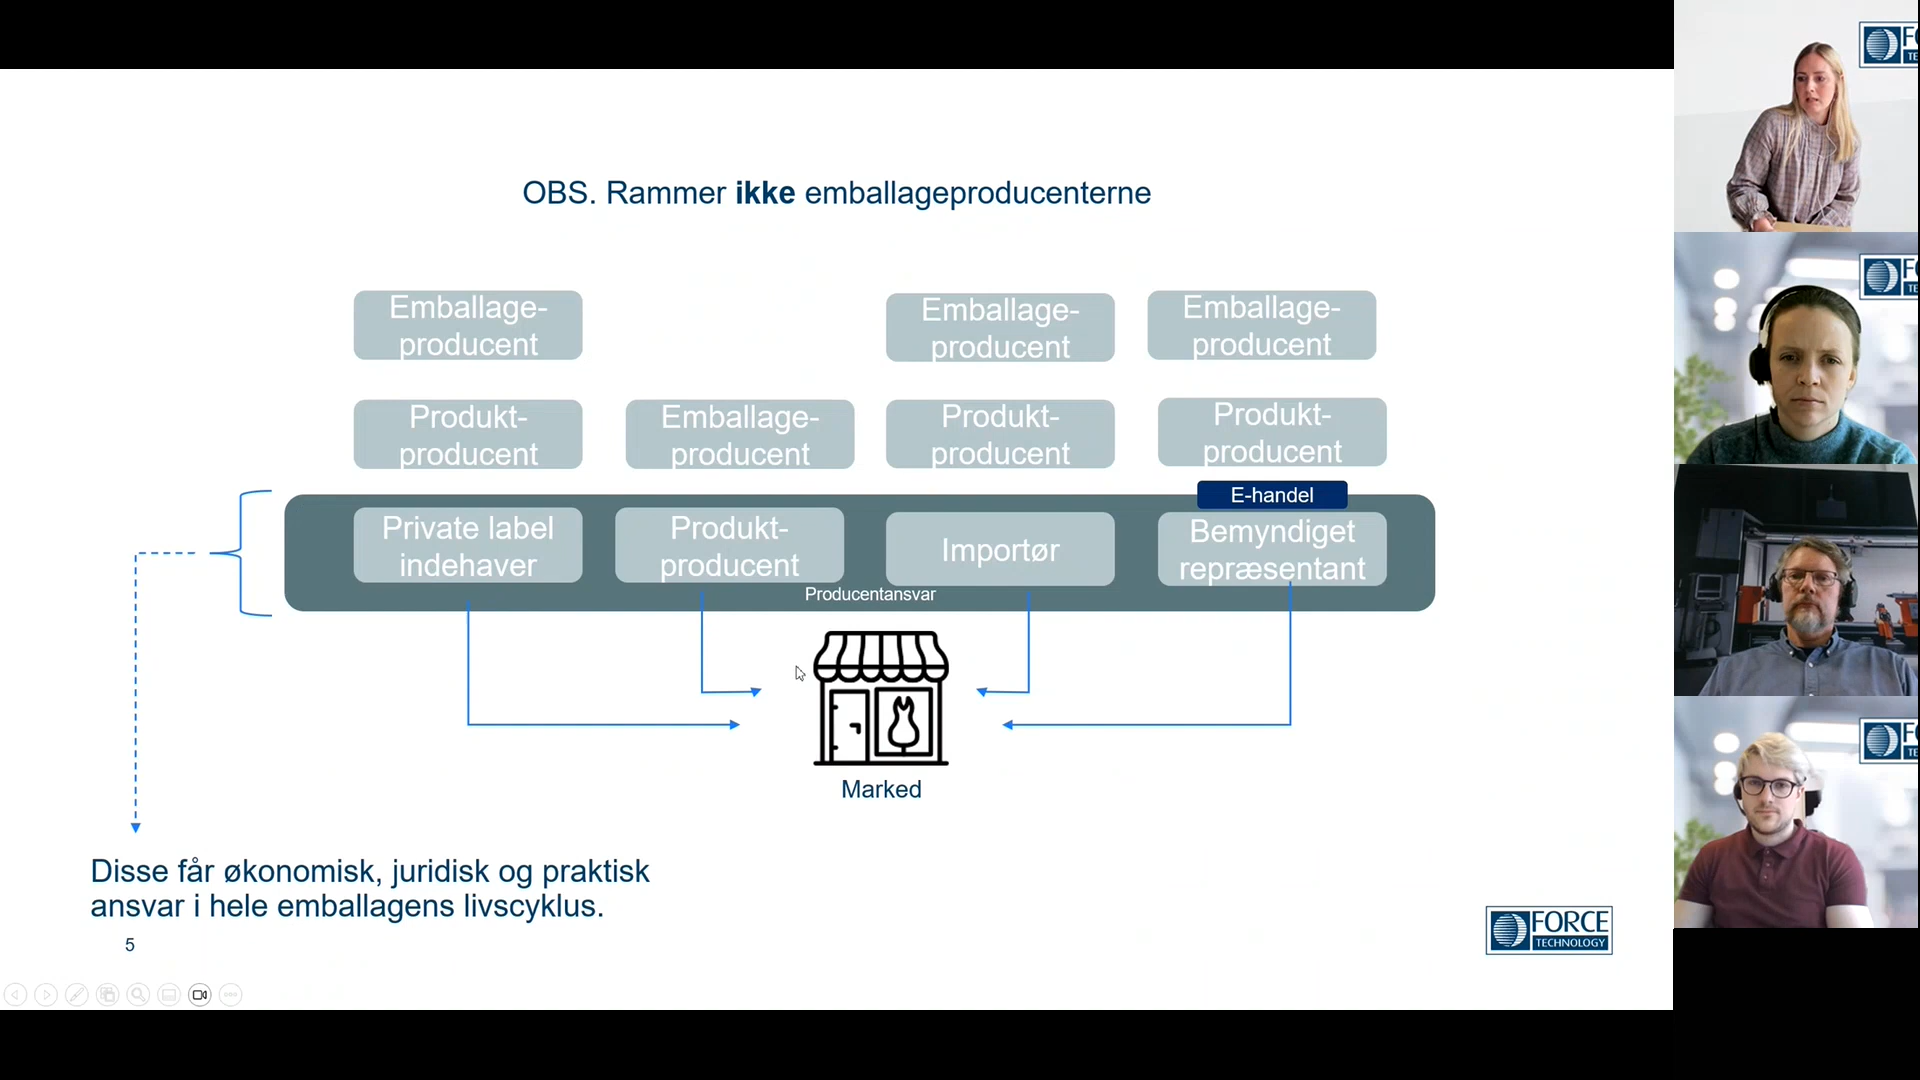 OBS. Rammer ikke emballageproducenterne
Emballage-
producent
Emballage-
producent
Emballage-
producent
Produkt-
producent
Emballage-
producent
Produkt-
producent
Produkt-
producent
E-handel
Private label
indehaver
Produkt-
producent
Importør
Bemyndiget
repræsentant
Producentansvar
Marked
Disse får økonomisk, juridisk og praktisk
ansvar i hele emballagens livscyklus.
5
FORCE
TECHNOLOGY